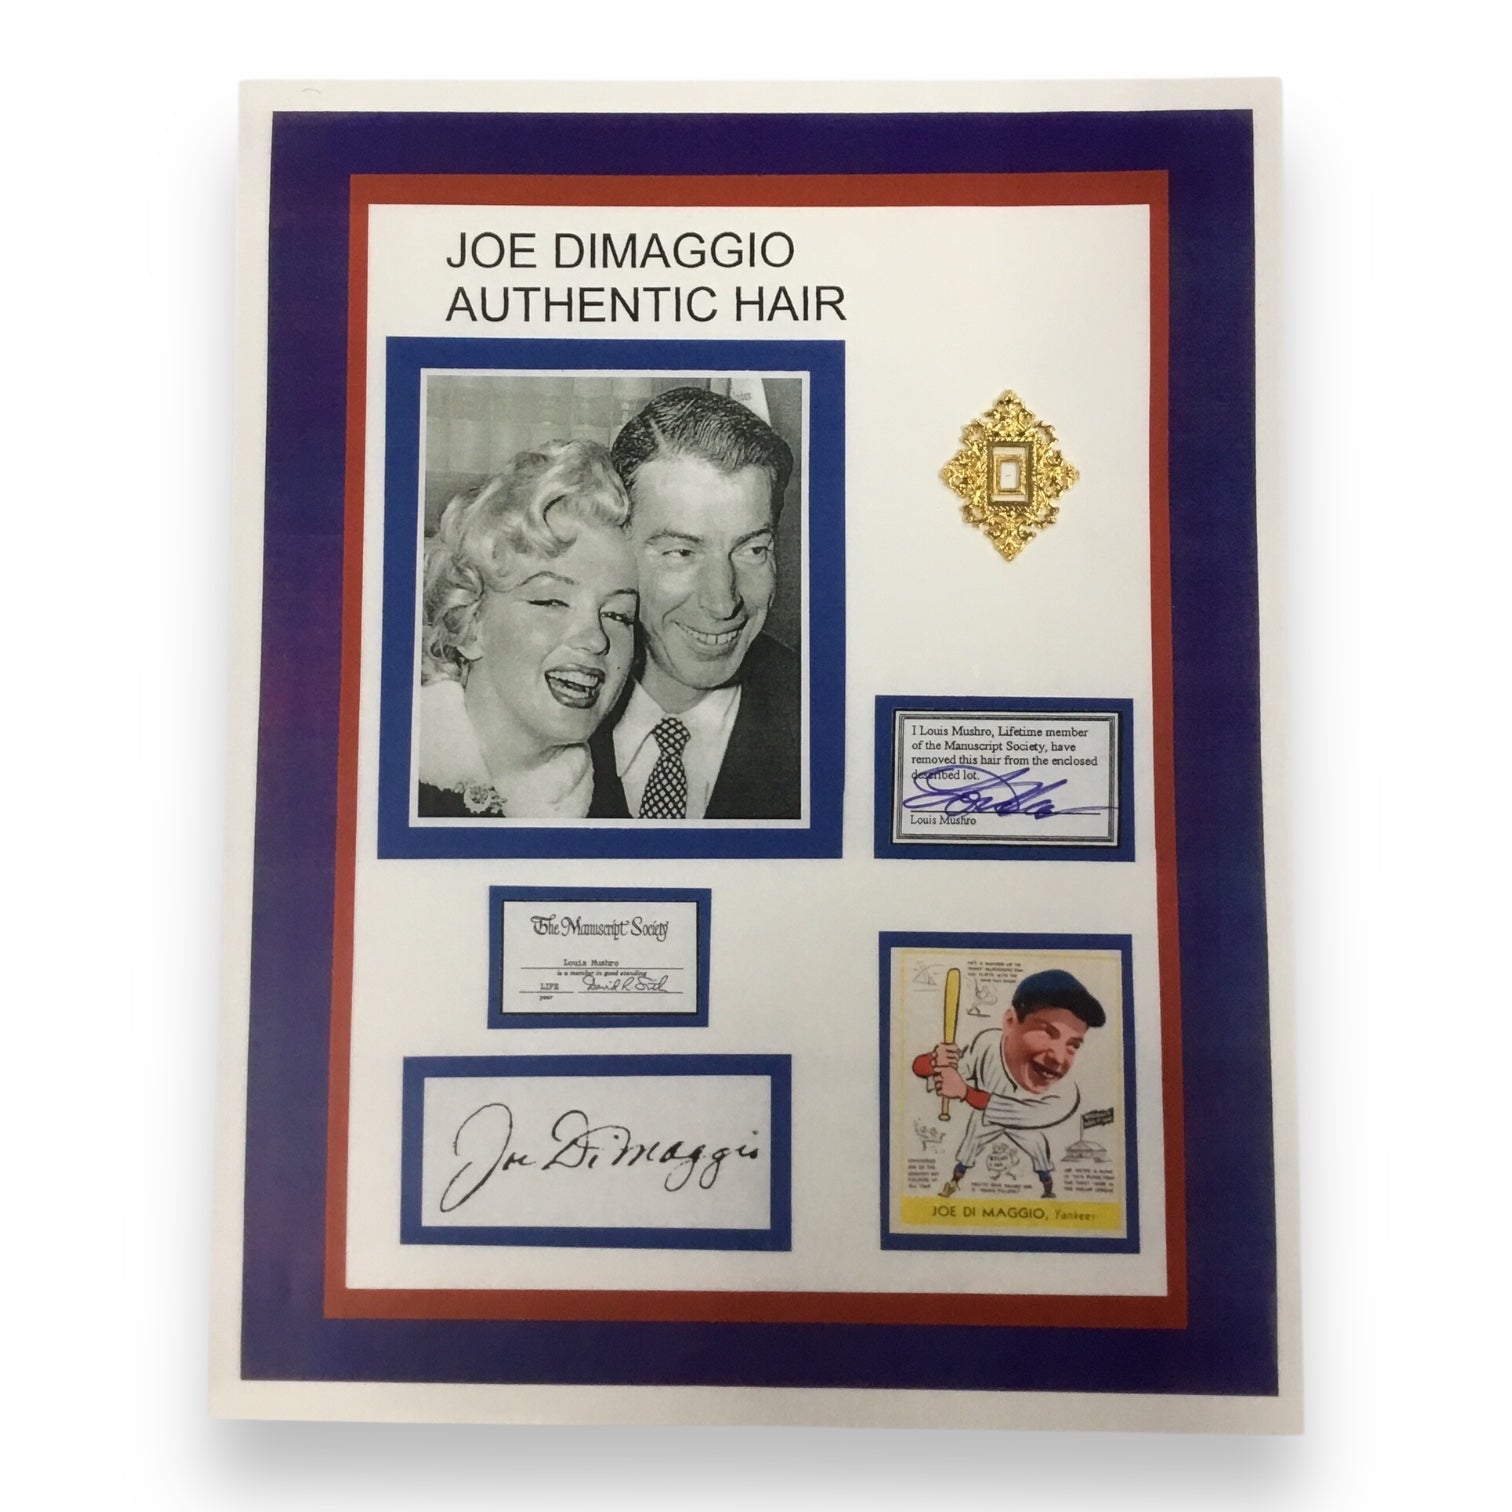 JOE DIMAGGIO
AUTHENTIC HAIR
I Louis Mushro, Lifetime member
of the Manuscript Society, have
removed this hair from the enclosed
described lot.
Louis Mushro
The Manuscript Society
Louis Mushro
is a member in good standing
LIFE David R. Smith
year
Joe DiMaggio
JOE DI MAGGIO, Yankees